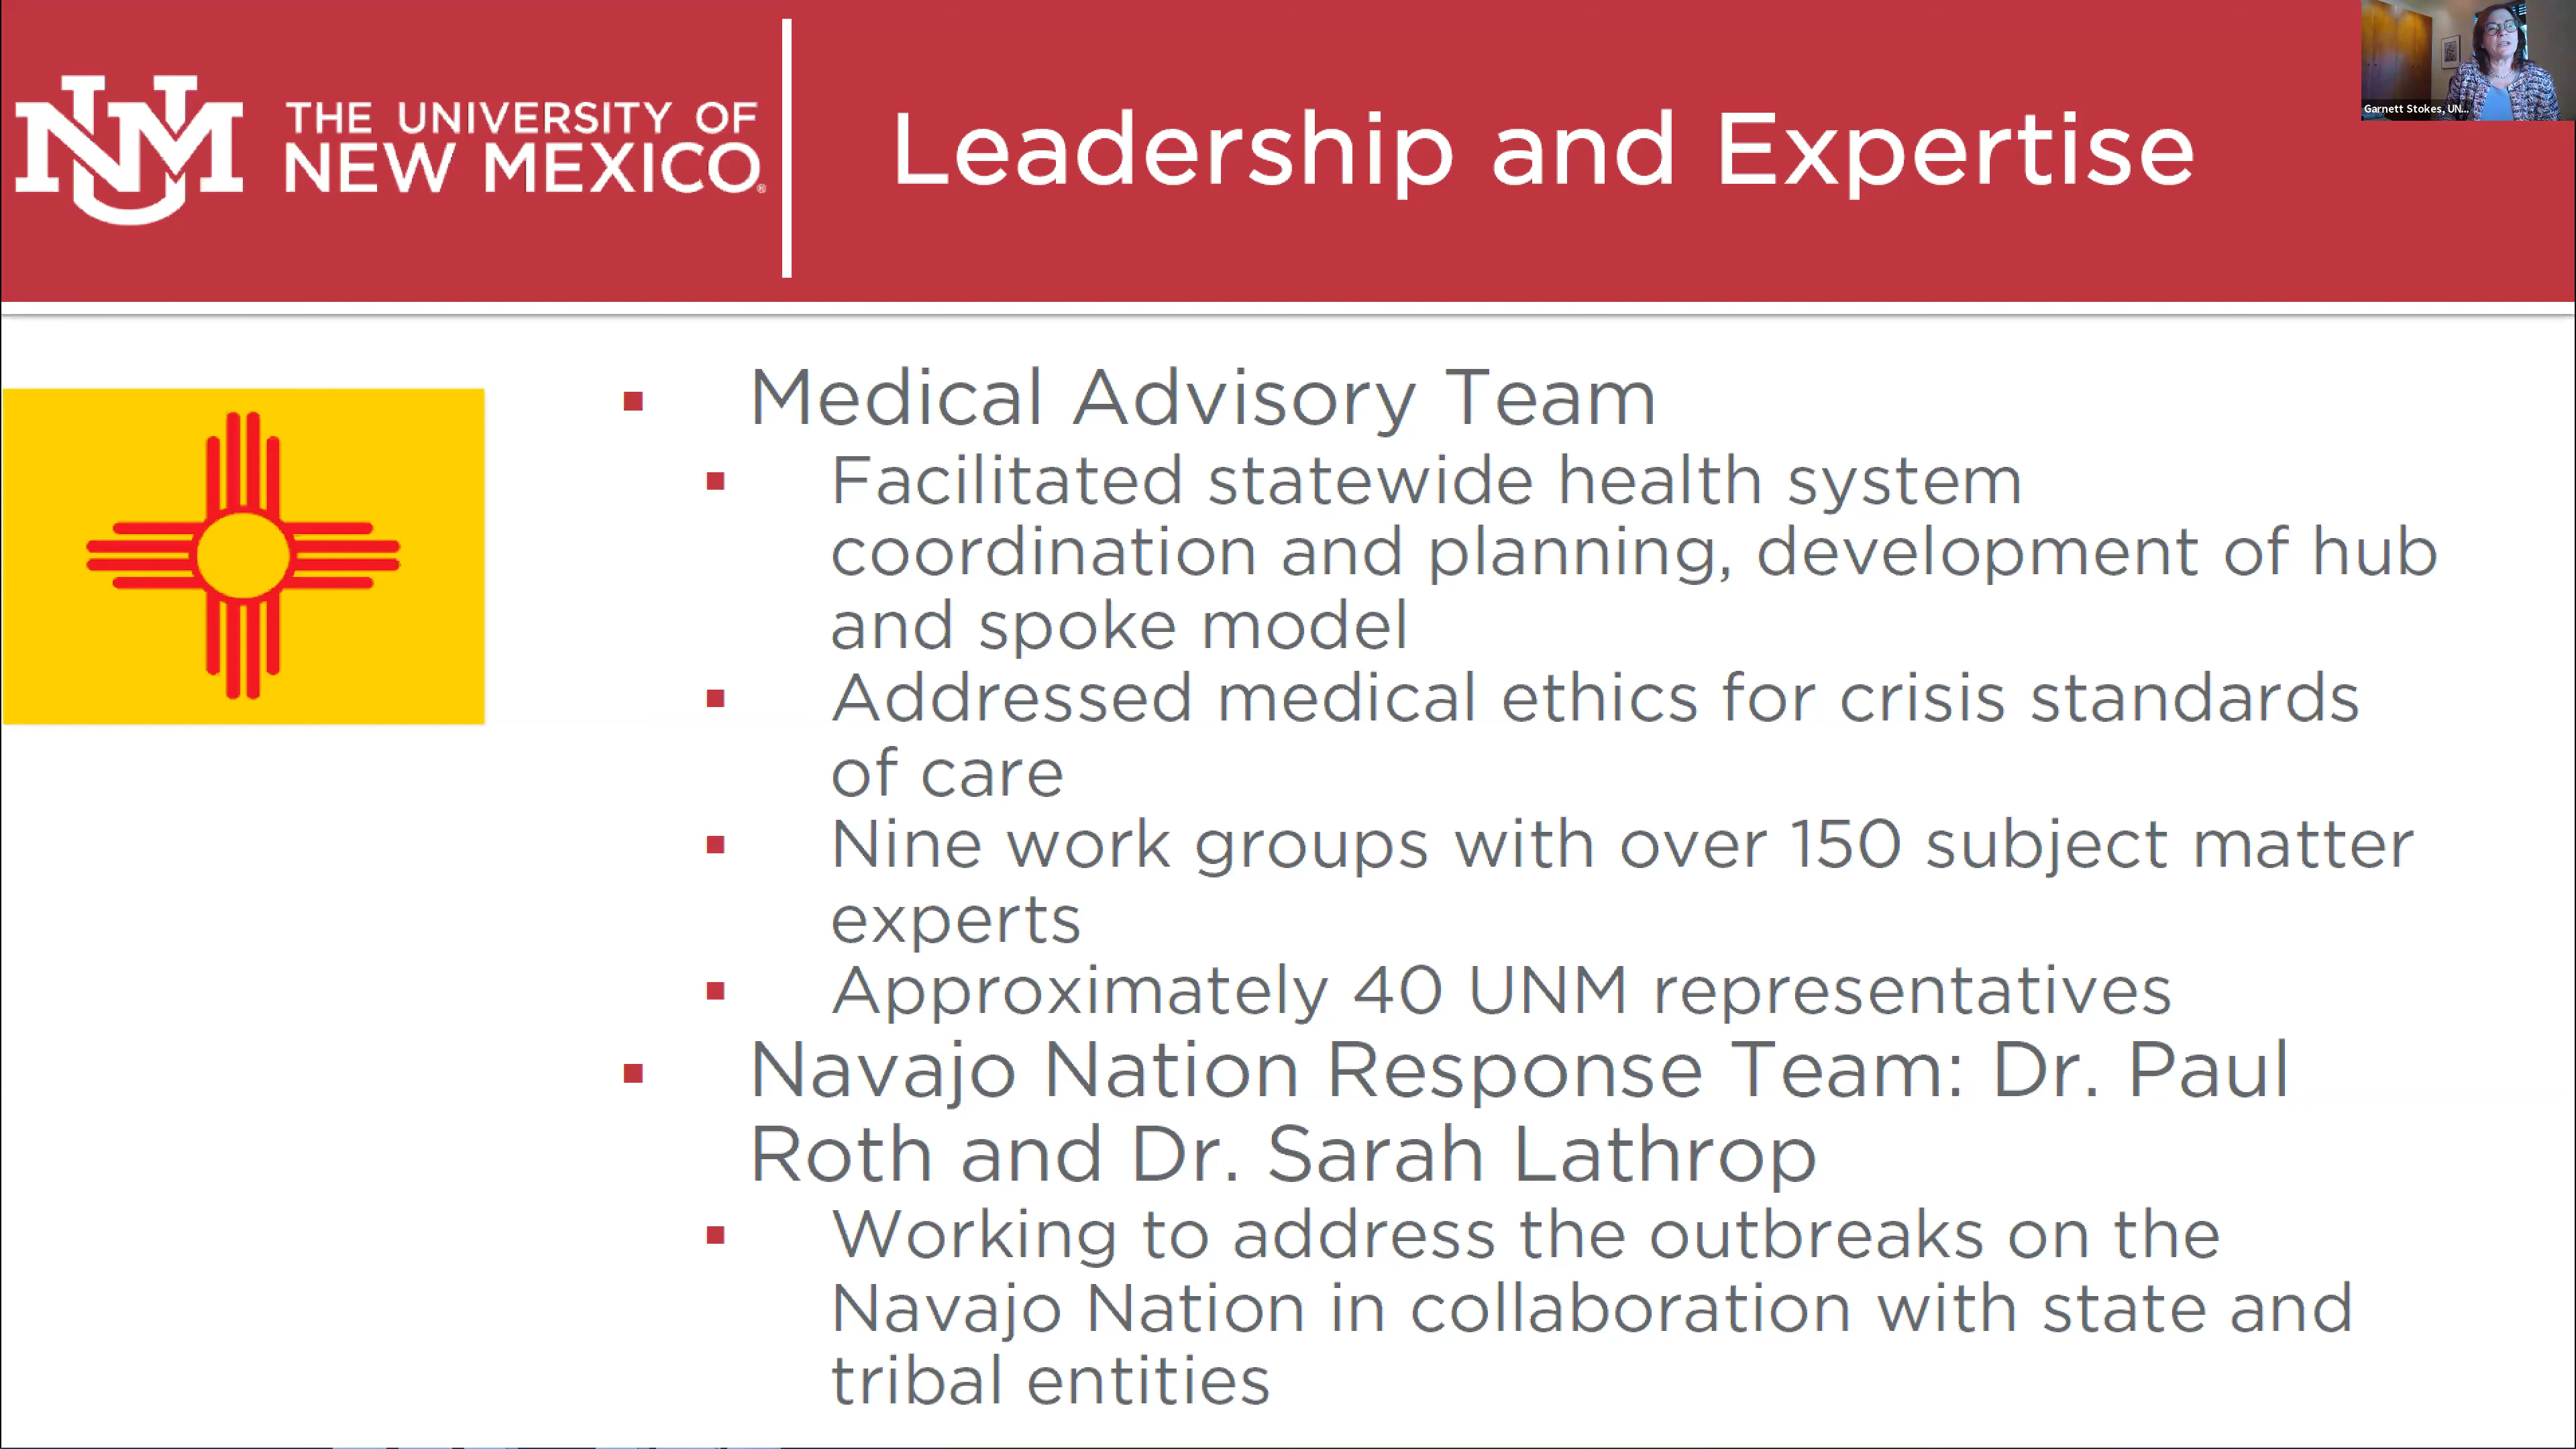 UNM
THE UNIVERSITY OF
NEW MEXICO®
Leadership and Expertise
Garnett Stokes, UN...
Medical Advisory Team
Facilitated statewide health system
coordination and planning, development of hub
and spoke model
Addressed medical ethics for crisis standards
of care
Nine work groups with over 150 subject matter
experts
Approximately 40 UNM representatives
Navajo Nation Response Team: Dr. Paul
Roth and Dr. Sarah Lathrop
Working to address the outbreaks on the
Navajo Nation in collaboration with state and
tribal entities